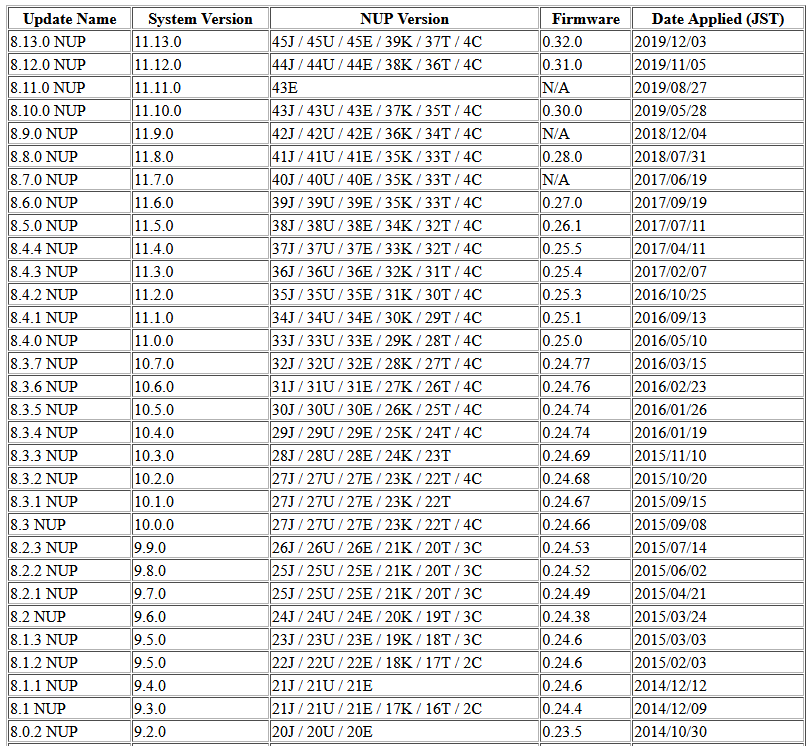 Update Name System Version NUP Version Firmware Date Applied (JST)
8.13.0 NUP 11.13.0 45J / 45U / 45E / 39K / 37T / 4C 0.32.0 2019/12/03
8.12.0 NUP 11.12.0 44J / 44U / 44E / 38K / 36T / 4C 0.31.0 2019/11/05
8.11.0 NUP 11.11.0 43E N/A 2019/08/27
8.10.0 NUP 11.10.0 43J / 43U / 43E / 37K / 35T / 4C 0.30.0 2019/05/28
8.9.0 NUP 11.9.0 42J / 42U / 42E / 36K / 34T / 4C N/A 2018/12/04
8.8.0 NUP 11.8.0 41J / 41U / 41E / 35K / 33T / 4C 0.28.0 2018/07/31
8.7.0 NUP 11.7.0 40J / 40U / 40E / 35K / 33T / 4C N/A 2017/06/19
8.6.0 NUP 11.6.0 39J / 39U / 39E / 35K / 33T / 4C 0.27.0 2017/09/19
8.5.0 NUP 11.5.0 38J / 38U / 38E / 34K / 32T / 4C 0.26.1 2017/07/11
8.4.4 NUP 11.4.0 37J / 37U / 37E / 33K / 32T / 4C 0.25.5 2017/04/11
8.4.3 NUP 11.3.0 36J / 36U / 36E / 32K / 31T / 4C 0.25.4 2017/02/07
8.4.2 NUP 11.2.0 35J / 35U / 35E / 31K / 30T / 4C 0.25.3 2016/10/25
8.4.1 NUP 11.1.0 34J / 34U / 34E / 30K / 29T / 4C 0.25.1 2016/09/13
8.4.0 NUP 11.0.0 33J / 33U / 33E / 29K / 28T / 4C 0.25.0 2016/05/10
8.3.7 NUP 10.7.0 32J / 32U / 32E / 28K / 27T / 4C 0.24.77 2016/03/15
8.3.6 NUP 10.6.0 31J / 31U / 31E / 27K / 26T / 4C 0.24.76 2016/02/23
8.3.5 NUP 10.5.0 30J / 30U / 30E / 26K / 25T / 4C 0.24.74 2016/01/26
8.3.4 NUP 10.4.0 29J / 29U / 29E / 25K / 24T / 4C 0.24.74 2016/01/19
8.3.3 NUP 10.3.0 28J / 28U / 28E / 24K / 23T 0.24.69 2015/11/10
8.3.2 NUP 10.2.0 27J / 27U / 27E / 23K / 22T / 4C 0.24.68 2015/10/20
8.3.1 NUP 10.1.0 27J / 27U / 27E / 23K / 22T 0.24.67 2015/09/15
8.3 NUP 10.0.0 27J / 27U / 27E / 23K / 22T / 4C 0.24.66 2015/09/08
8.2.3 NUP 9.9.0 26J / 26U / 26E / 21K / 20T / 3C 0.24.53 2015/07/14
8.2.2 NUP 9.8.0 25J / 25U / 25E / 21K / 20T / 3C 0.24.52 2015/06/02
8.2.1 NUP 9.7.0 25J / 25U / 25E / 21K / 20T / 3C 0.24.49 2015/04/21
8.2 NUP 9.6.0 24J / 24U / 24E / 20K / 19T / 3C 0.24.38 2015/03/24
8.1.3 NUP 9.5.0 23J / 23U / 23E / 19K / 18T / 3C 0.24.6 2015/03/03
8.1.2 NUP 9.5.0 22J / 22U / 22E / 18K / 17T / 2C 0.24.6 2015/02/03
8.1.1 NUP 9.4.0 21J / 21U / 21E 0.24.6 2014/12/12
8.1 NUP 9.3.0 21J / 21U / 21E / 17K / 16T / 2C 0.24.4 2014/12/09
8.0.2 NUP 9.2.0 20J / 20U / 20E 0.23.5 2014/10/30